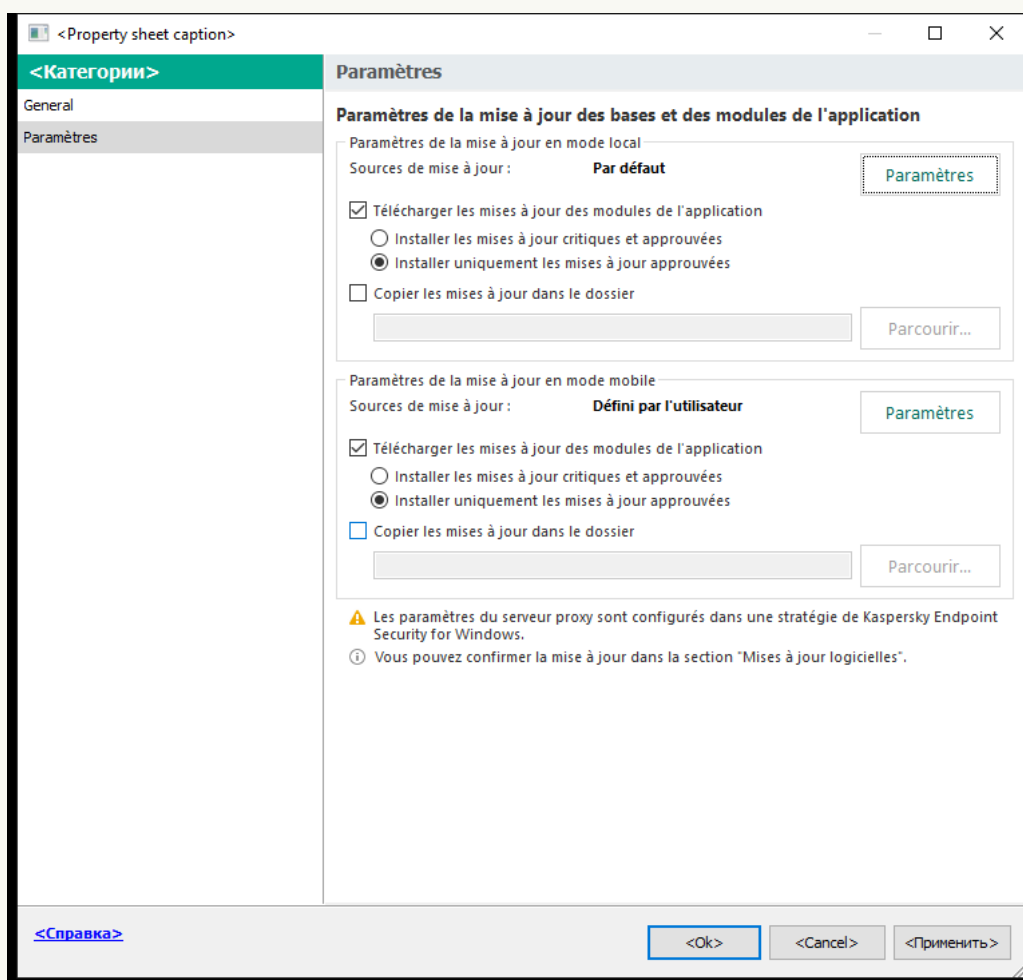 <Property sheet caption>
<Категории>
General
Paramètres
Paramètres
Paramètres de la mise à jour des bases et des modules de l'application
Paramètres de la mise à jour en mode local
Sources de mise à jour : Par défaut
Paramètres
Télécharger les mises à jour des modules de l'application
Installer les mises à jour critiques et approuvées
Installer uniquement les mises à jour approuvées
Copier les mises à jour dans le dossier
Parcourir...
Paramètres de la mise à jour en mode mobile
Sources de mise à jour : Défini par l'utilisateur
Paramètres
Télécharger les mises à jour des modules de l'application
Installer les mises à jour critiques et approuvées
Installer uniquement les mises à jour approuvées
Copier les mises à jour dans le dossier
Parcourir...
Les paramètres du serveur proxy sont configurés dans une stratégie de Kaspersky Endpoint
Security for Windows.
Vous pouvez confirmer la mise à jour dans la section "Mises à jour logicielles".
<Справка>
<Ok> <Cancel> <Применить>